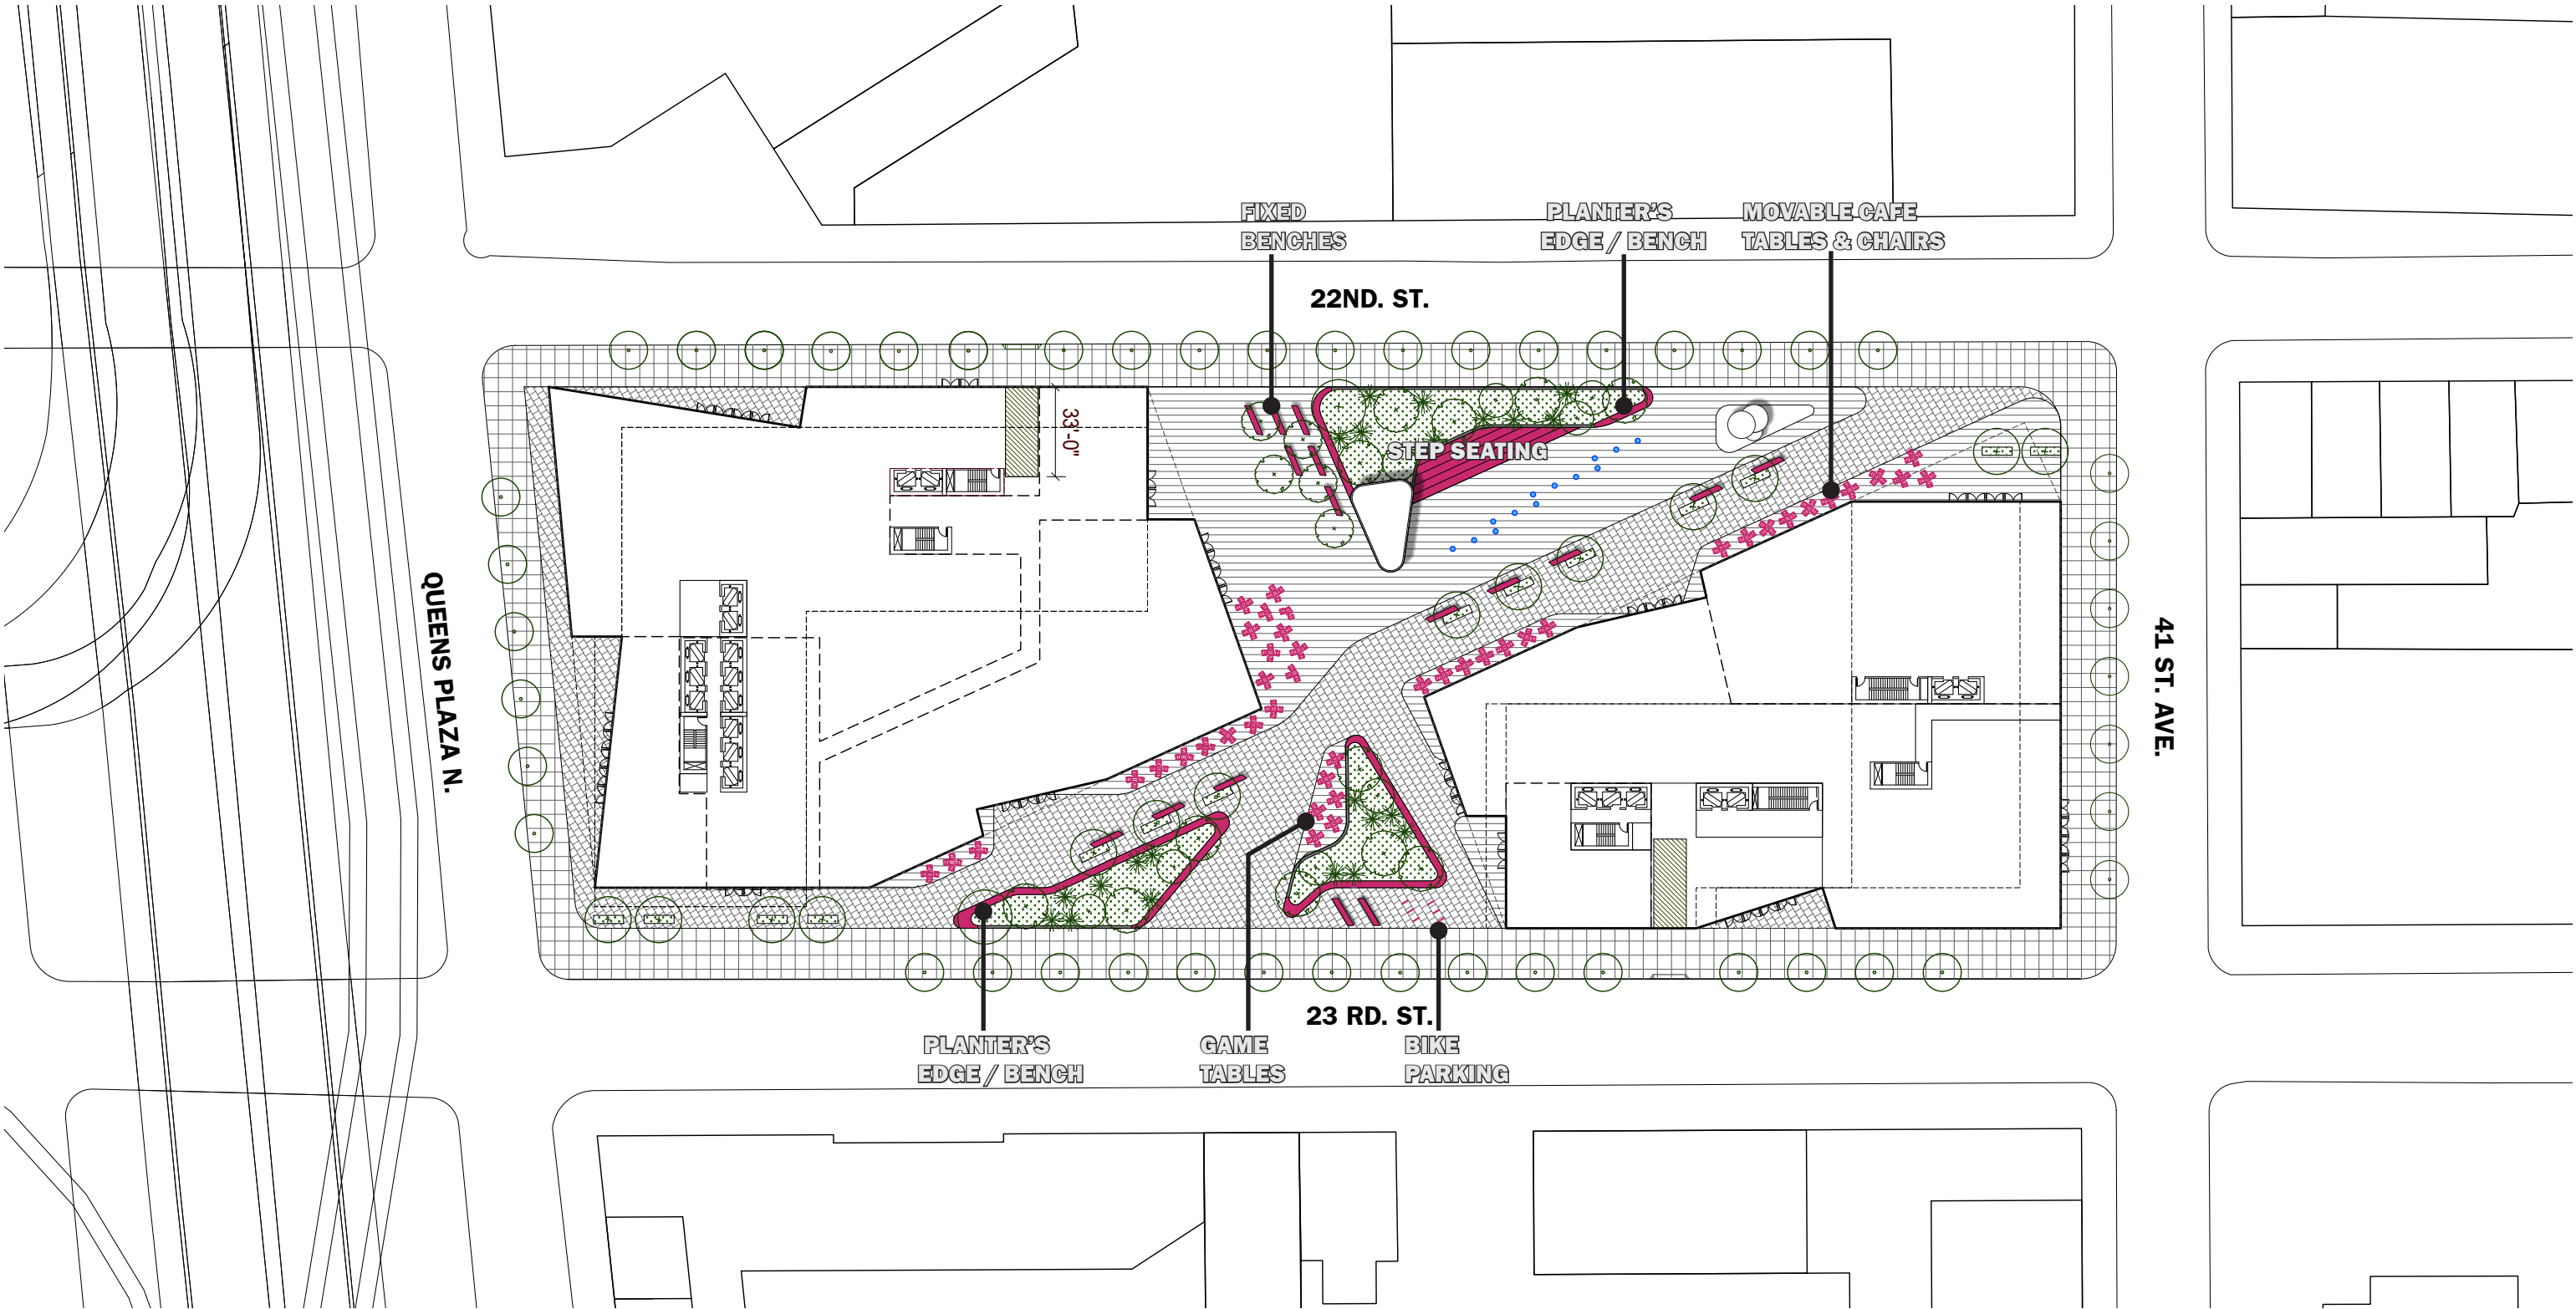 FIXED
BENCHES
PLANTER'S
EDGE / BENCH
MOVABLE CAFE
TABLES & CHAIRS
22ND. ST.
33'-0"
STEP SEATING
QUEENS PLAZA N.
41 ST. AVE.
23 RD. ST.
PLANTER'S
EDGE / BENCH
GAME
TABLES
BIKE
PARKING